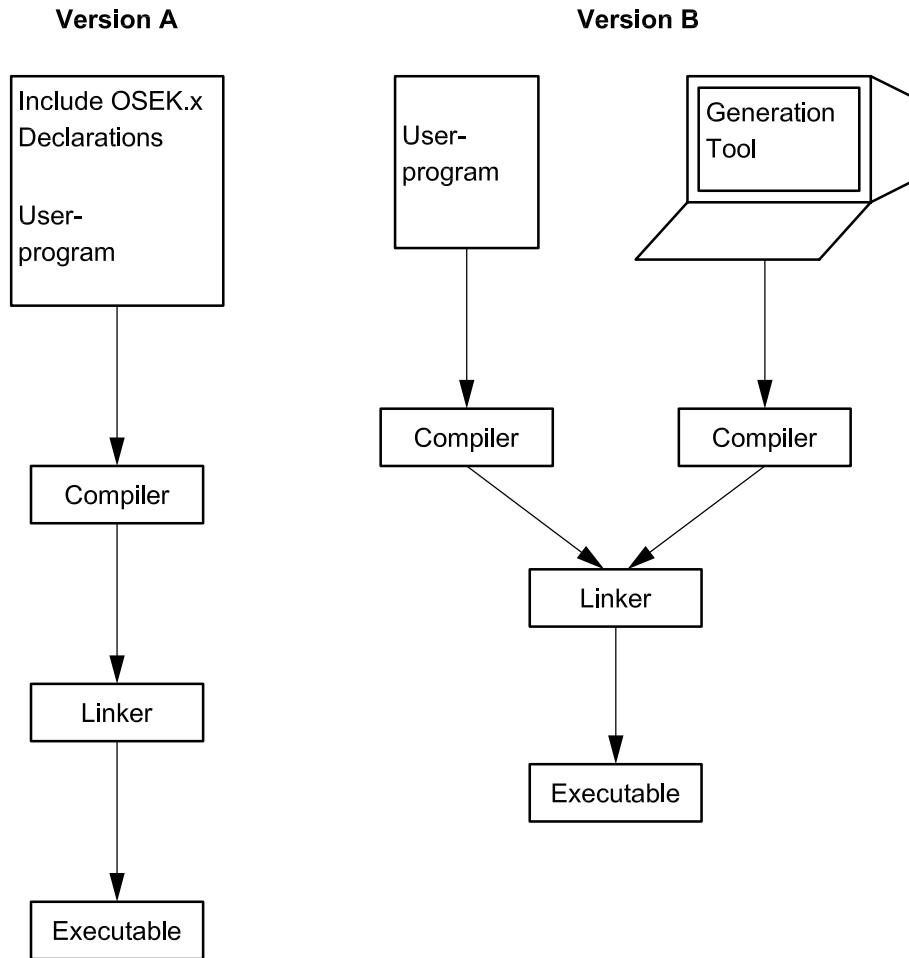 Version A
Include OSEK.x
Declarations
User-
program
Compiler
Linker
Executable
Version B
User-
program
Generation
Tool
Compiler
Compiler
Linker
Executable